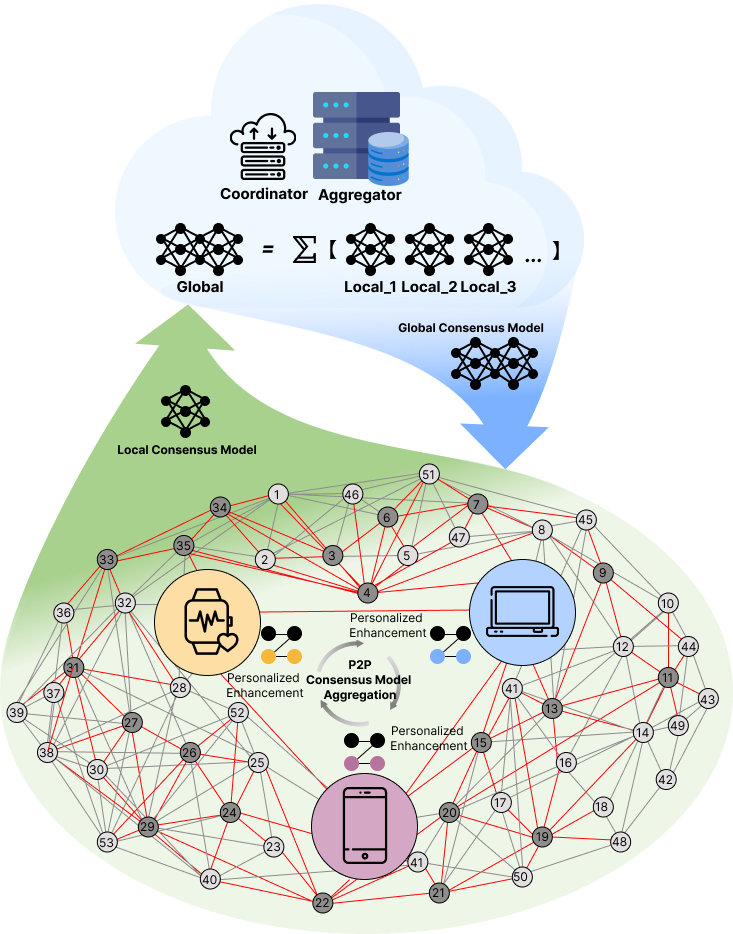 Coordinator Aggregator
= ∑ 【 ... 】
Global Local_1 Local_2 Local_3
Global Consensus Model
Local Consensus Model
51
1 46
34 7
6 45
8
47
35 2 3 5
33 9
4
36 32 10
Personalized
Enhancement
12 44
Personalized
Enhancement
P2P
Consensus Model
Aggregation
31 11
37 28 41 43
39 52 13
27 49
14
Personalized
Enhancement
15
38 26
30 25 16
42
17 18
24 20
29 19
53 23 48
41
40 50
22 21